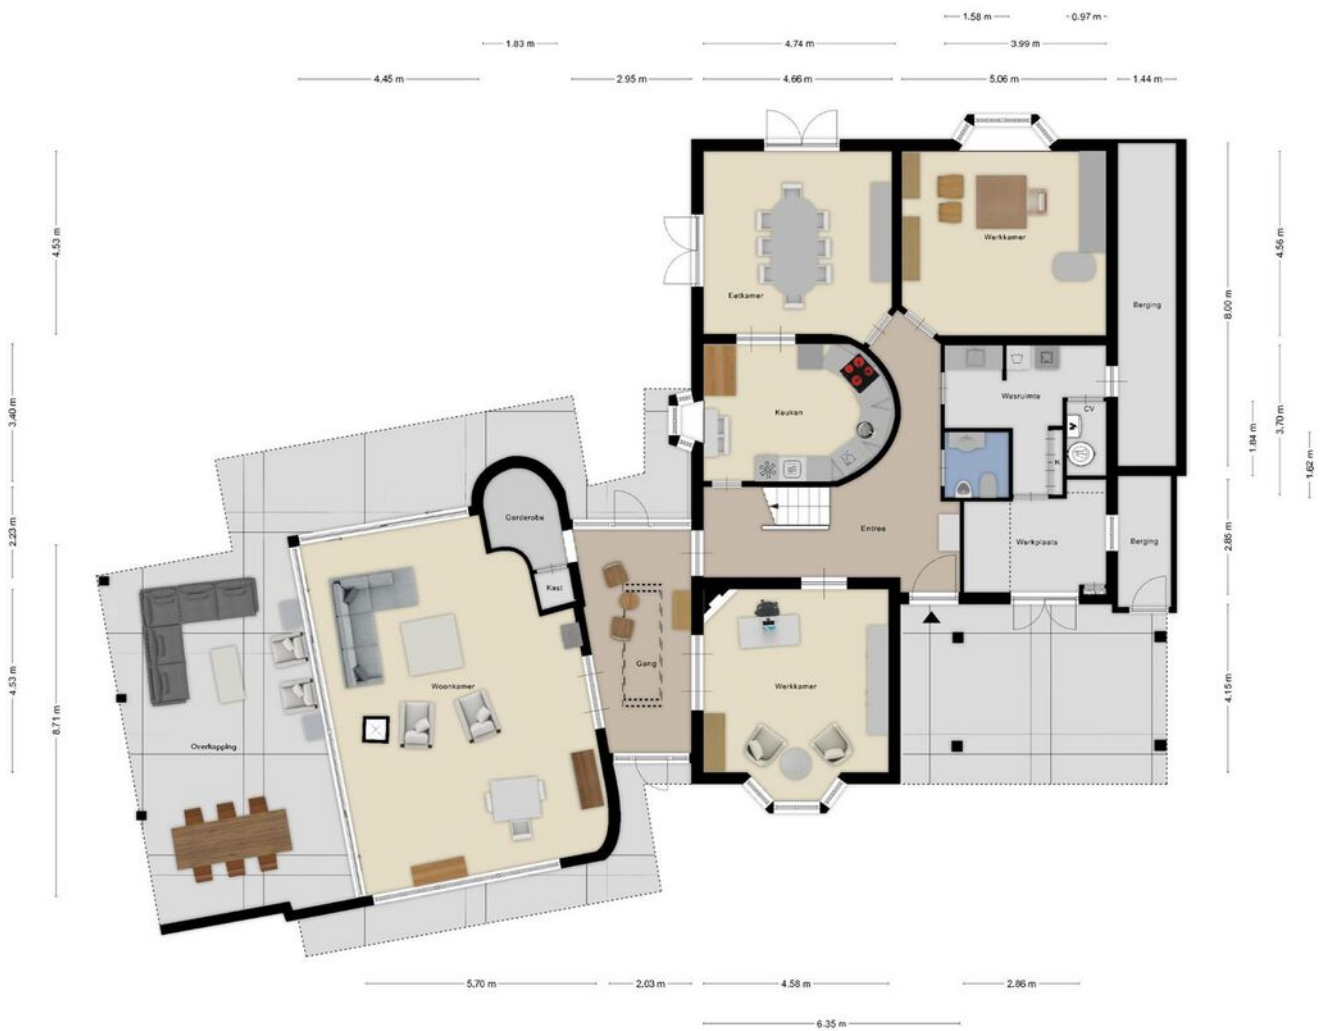 1.58 m
0.97 m
1.83 m
4.74 m
3.99 m
4.45 m
2.95 m
4.66 m
5.06 m
1.44 m
4.53 m
3.40 m
2.23 m
4.53 m
8.71 m
8.00 m
4.56 m
1.84 m
3.70 m
1.62 m
2.85 m
4.15 m
Eetkamer
Werkkamer
Berging
Keuken
Wasruimte
CV
K
Garderobe
Kast
Entree
Werkplaats
Berging
Gang
Woonkamer
Werkkamer
Overkapping
5.70 m
2.03 m
4.58 m
2.86 m
6.35 m